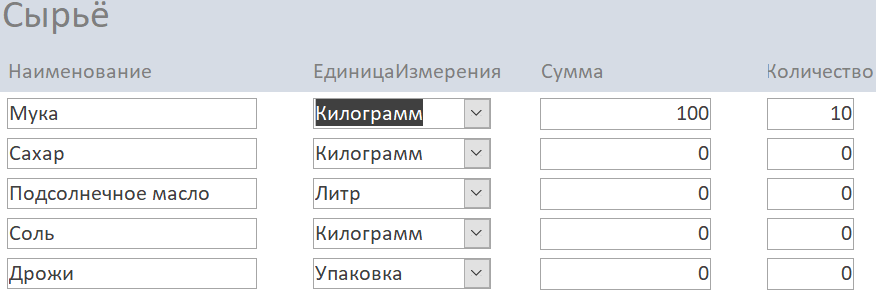 Сырьё
Наименование ЕдиницаИзмерения Сумма Количество
Мука Килограмм 100 10
Сахар Килограмм 0 0
Подсолнечное масло Литр 0 0
Соль Килограмм 0 0
Дрожи Упаковка 0 0